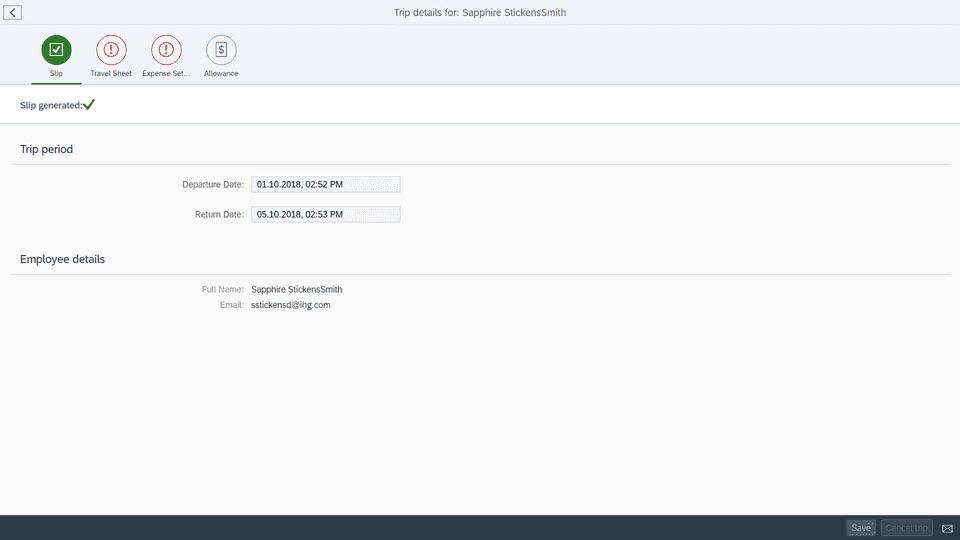 Trip details for: Sapphire StickensSmith
Slip
Travel Sheet
Expense Set...
Allowance
Slip generated:
Trip period
Departure Date: 01.10.2018, 02:52 PM
Return Date: 05.10.2018, 02:53 PM
Employee details
Full Name: Sapphire StickensSmith
Email: sstickensd@ihg.com
Save Cancel trip